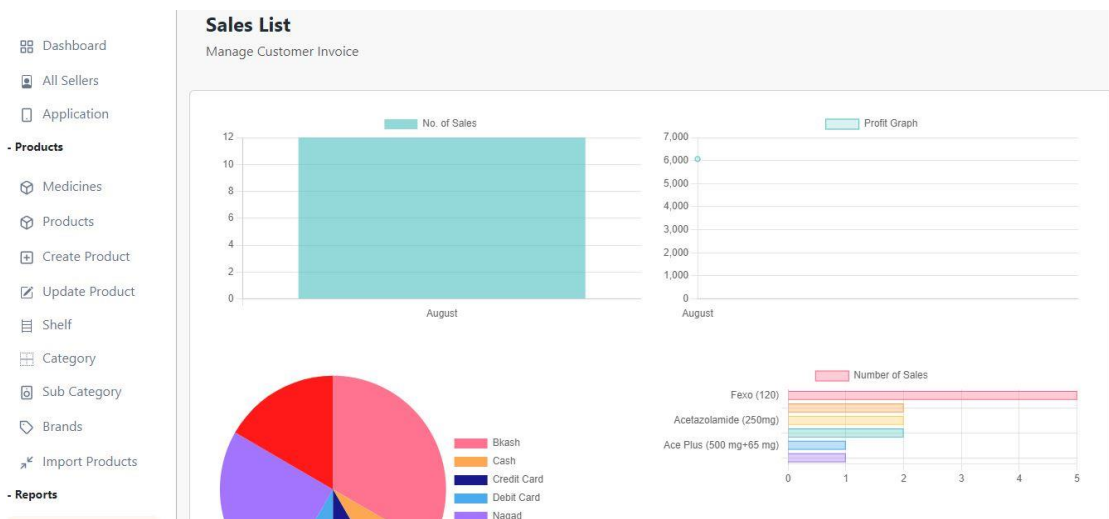 Dashboard
All Sellers
Application
- Products
Medicines
Products
Create Product
Update Product
Shelf
Category
Sub Category
Brands
Import Products
- Reports
Sales List
Manage Customer Invoice
No. of Sales
12
10
8
6
4
2
0
August
Profit Graph
7,000
6,000
5,000
4,000
3,000
2,000
1,000
0
August
Bkash
Cash
Credit Card
Debit Card
Nagad
Number of Sales
Fexo (120)
Acetazolamide (250mg)
Ace Plus (500 mg+65 mg)
0 1 2 3 4 5